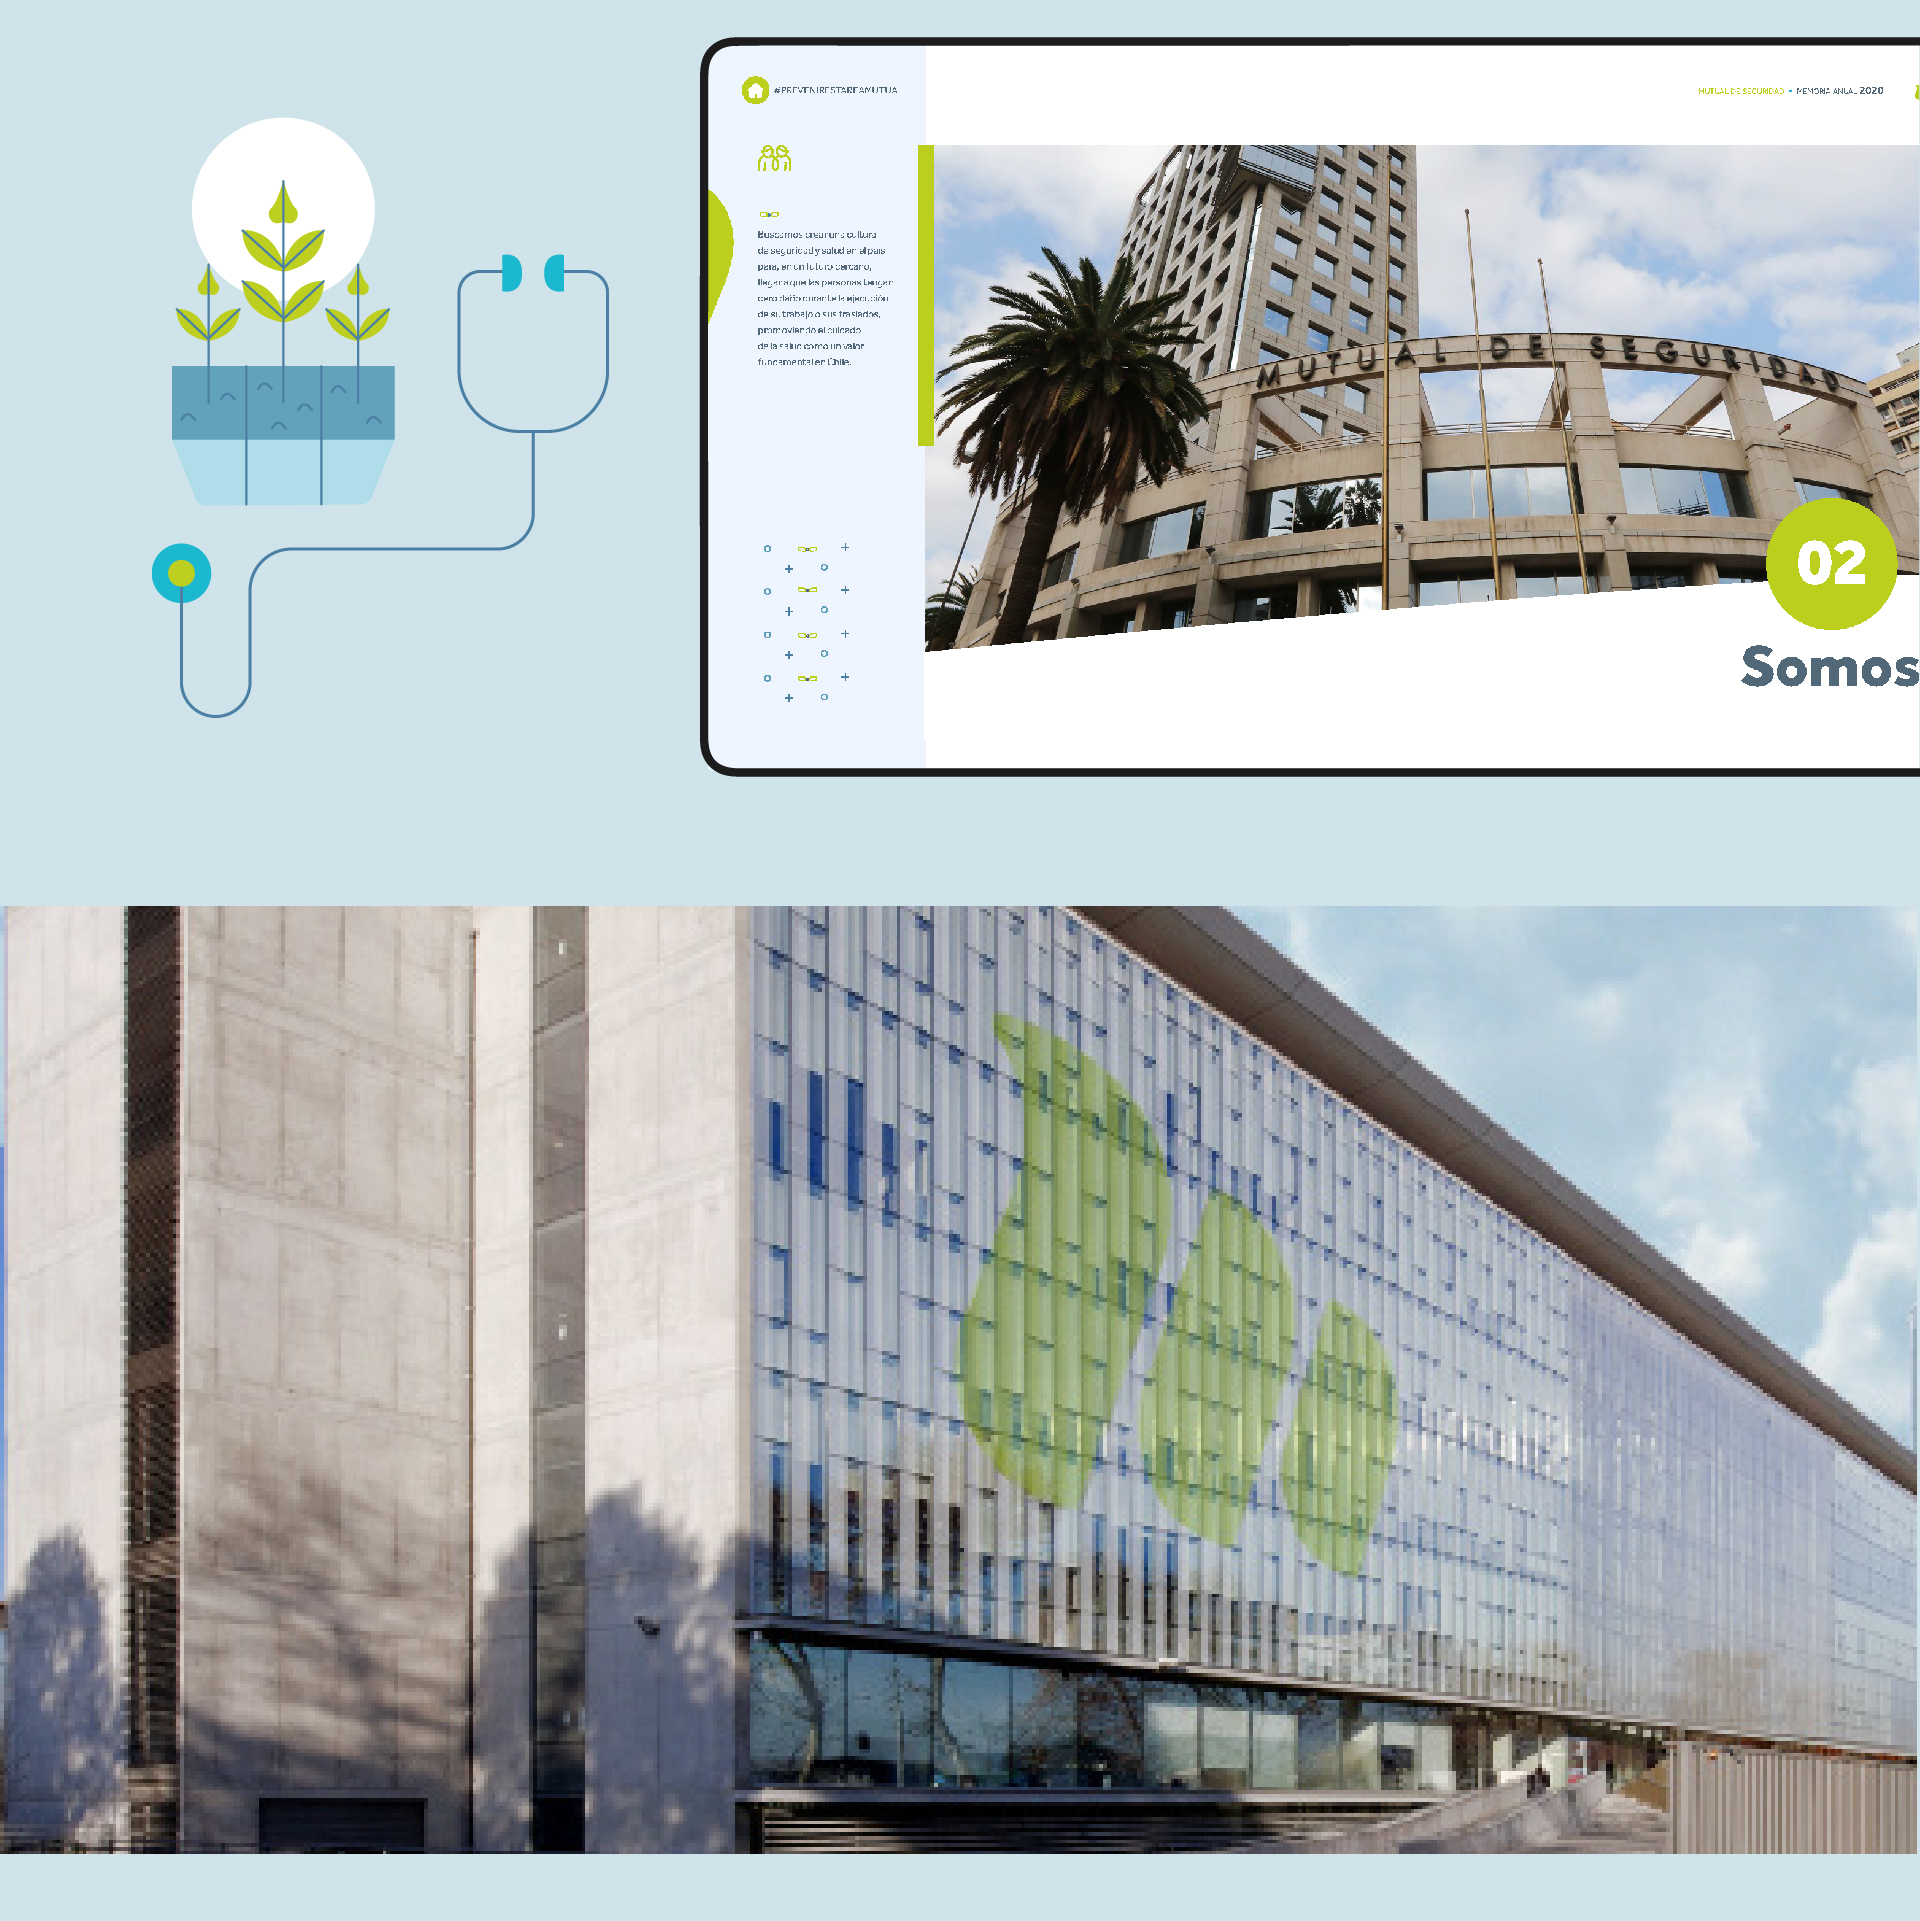 #PREVENIRESTAREAMUTUA
MUTUAL DE SEGURIDAD • MEMORIA ANUAL 2020
Buscamos crear una cultura
de seguridad y salud en el país
para, en un futuro cercano,
llegar a que las personas tengan
cero daño durante la ejecución
de su trabajo o sus traslados,
promoviendo el cuidado
de la salud como un valor
fundamental en Chile.
MUTUAL DE SEGURIDAD
02
Somos